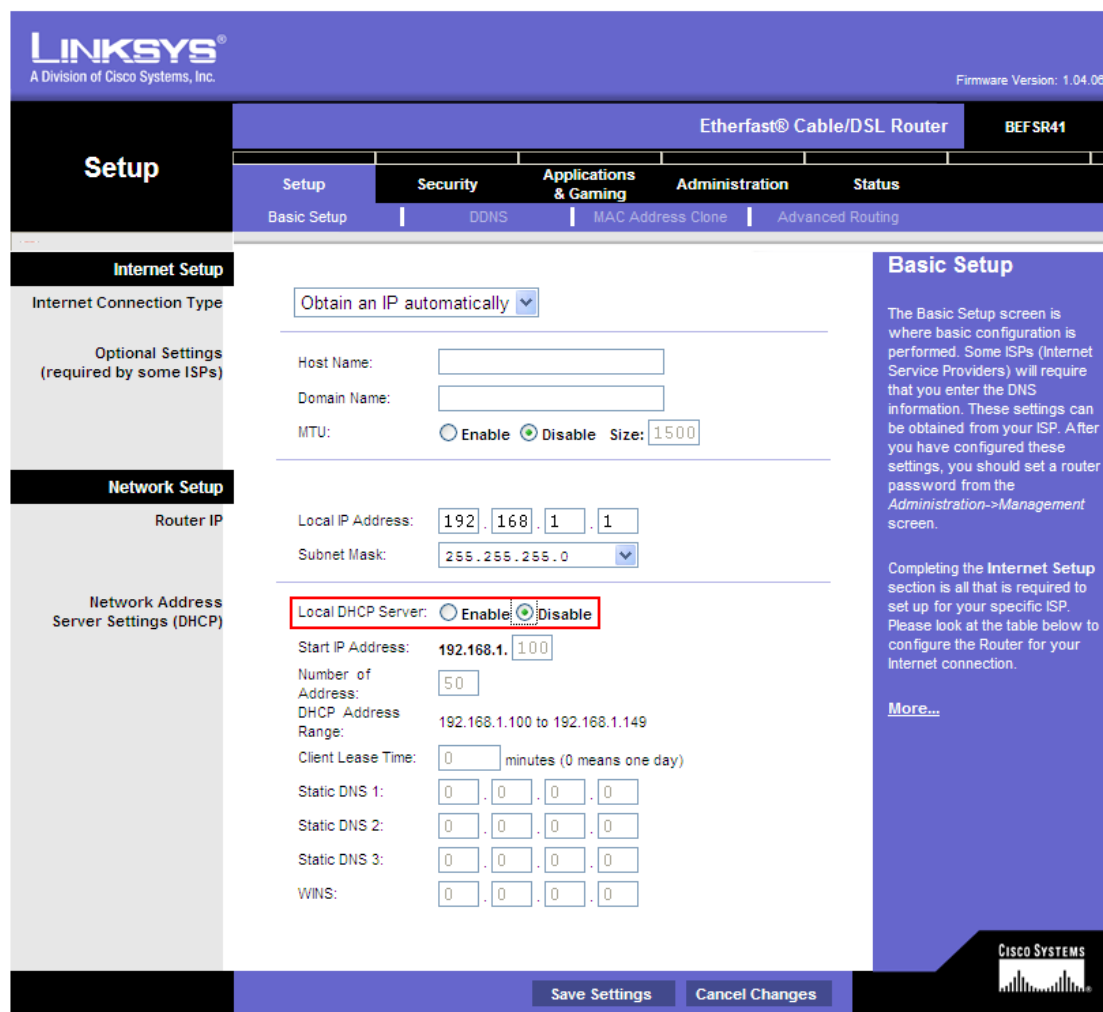 LINKSYS®
A Division of Cisco Systems, Inc.
Firmware Version: 1.04.06
Etherfast® Cable/DSL Router
BEFSR41
Setup
Setup
Security
Applications
& Gaming
Administration
Status
Basic Setup
DDNS
MAC Address Clone
Advanced Routing
Internet Setup
Internet Connection Type
Obtain an IP automatically
Optional Settings
(required by some ISPs)
Host Name:
Domain Name:
MTU: Enable Disable Size: 1500
Network Setup
Router IP
Local IP Address: 192 . 168 . 1 . 1
Subnet Mask: 255.255.255.0
Network Address
Server Settings (DHCP)
Local DHCP Server: Enable Disable
Start IP Address: 192.168.1. 100
Number of
Address:
50
DHCP Address
Range:
192.168.1.100 to 192.168.1.149
Client Lease Time: 0 minutes (0 means one day)
Static DNS 1: 0 . 0 . 0 . 0
Static DNS 2: 0 . 0 . 0 . 0
Static DNS 3: 0 . 0 . 0 . 0
WINS: 0 . 0 . 0 . 0
Basic Setup
The Basic Setup screen is
where basic configuration is
performed. Some ISPs (Internet
Service Providers) will require
that you enter the DNS
information. These settings can
be obtained from your ISP. After
you have configured these
settings, you should set a router
password from the
Administration->Management
screen.
Completing the Internet Setup
section is all that is required to
set up for your specific ISP.
Please look at the table below to
configure the Router for your
Internet connection.
More...
Save Settings
Cancel Changes
CISCO SYSTEMS